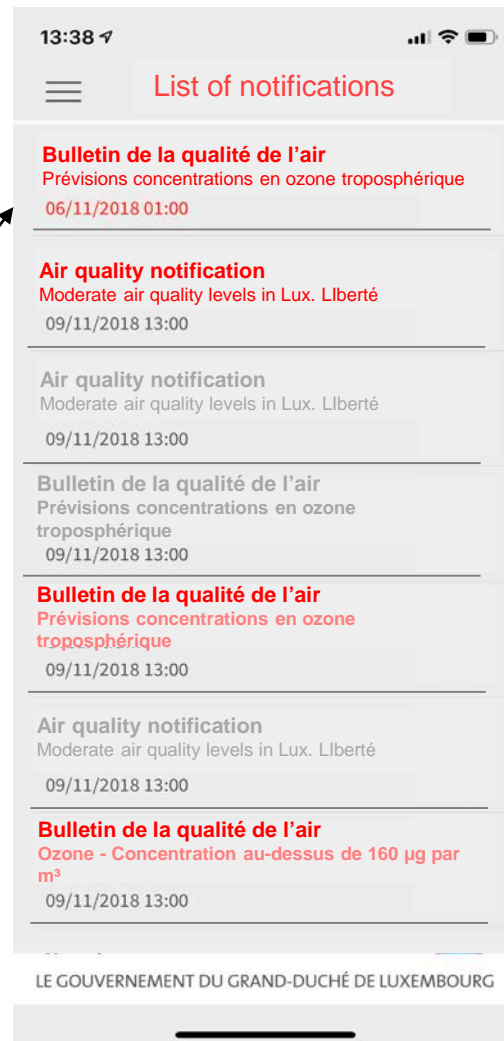 13:38
List of notifications
Bulletin de la qualité de l'air
Prévisions concentrations en ozone troposphérique
06/11/2018 01:00
Air quality notification
Moderate air quality levels in Lux. LIberté
09/11/2018 13:00
Air quality notification
Moderate air quality levels in Lux. LIberté
09/11/2018 13:00
Bulletin de la qualité de l'air
Prévisions concentrations en ozone
troposphérique
09/11/2018 13:00
Bulletin de la qualité de l'air
Prévisions concentrations en ozone
troposphérique
09/11/2018 13:00
Air quality notification
Moderate air quality levels in Lux. LIberté
09/11/2018 13:00
Bulletin de la qualité de l'air
Ozone - Concentration au-dessus de 160 µg par
m³
09/11/2018 13:00
LE GOUVERNEMENT DU GRAND-DUCHÉ DE LUXEMBOURG